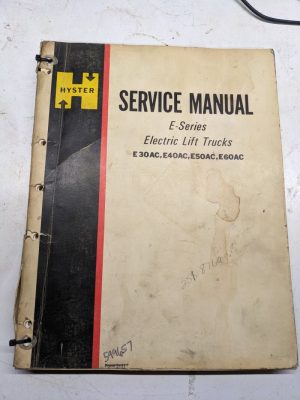 HYSTER
SERVICE MANUAL
E-Series
Electric Lift Trucks
E30AC, E40AC, E50AC, E60AC